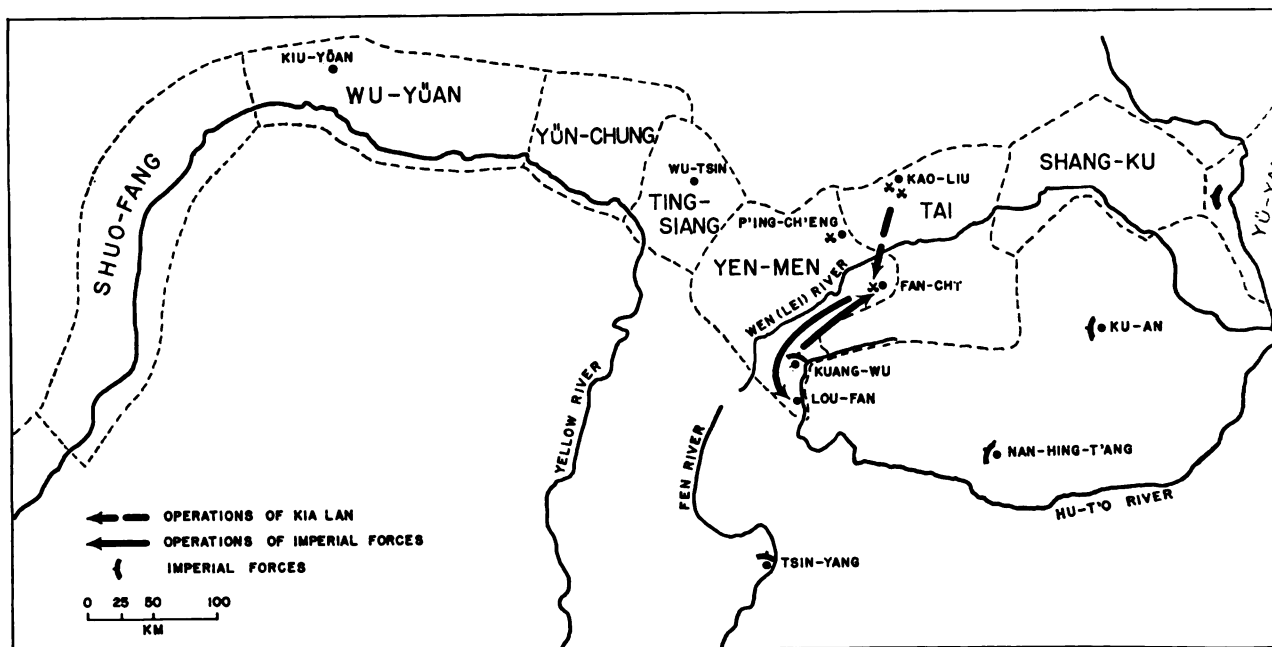 KIU-YÜAN
WU-YÜAN
YÜN-CHUNG
SHUO-FANG
WU-TSIN
TING-
SIANG
KAO-LIU
TAI
SHANG-KU
P'ING-CH'ENG
YEN-MEN
WEN (LEI) RIVER
FAN-CHÏ
KU-AN
KUANG-WU
LOU-FAN
YELLOW RIVER
FEN RIVER
NAN-HING-T'ANG
HU-T'O RIVER
TSIN-YANG
OPERATIONS OF KIA LAN
OPERATIONS OF IMPERIAL FORCES
IMPERIAL FORCES
0 25 50 100
KM